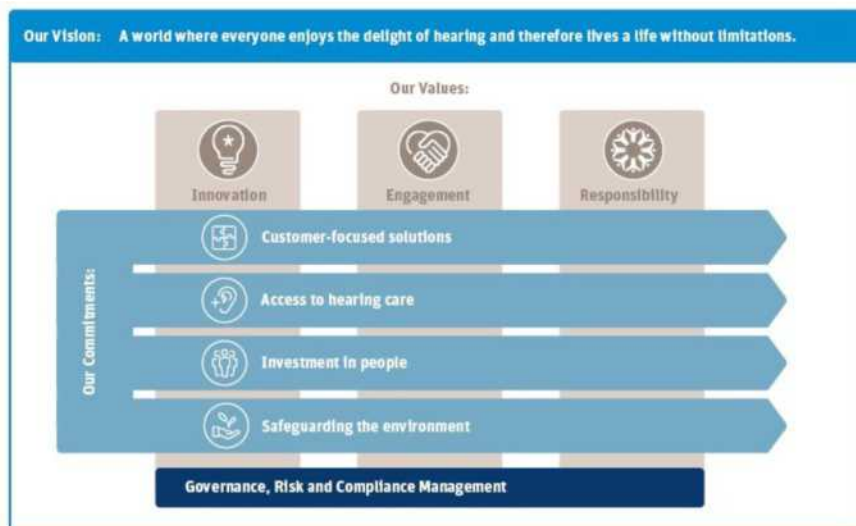 Our Vision: A world where everyone enjoys the delight of hearing and therefore lives a life without limitations.
Our Values:
Innovation
Engagement
Responsibility
Our Commitments:
Customer-focused solutions
Access to hearing care
Investment in people
Safeguarding the environment
Governance, Risk and Compliance Management